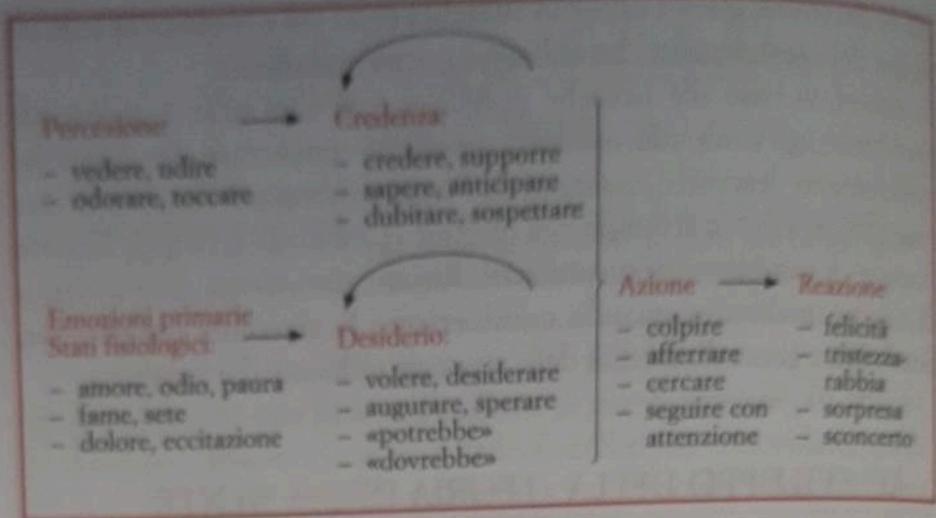 Percezione:
– vedere, udire
– odorare, toccare
Credenza:
– credere, supporre
– sapere, anticipare
– dubitare, sospettare
Emozioni primarie
Stati fisiologici:
– amore, odio, paura
– fame, sete
– dolore, eccitazione
Desiderio:
– volere, desiderare
– augurare, sperare
– «potrebbe»
– «dovrebbe»
Azione
– colpire
– afferrare
– cercare
– seguire con
attenzione
Reazione
– felicità
– tristezza
rabbia
– sorpresa
– sconcerto